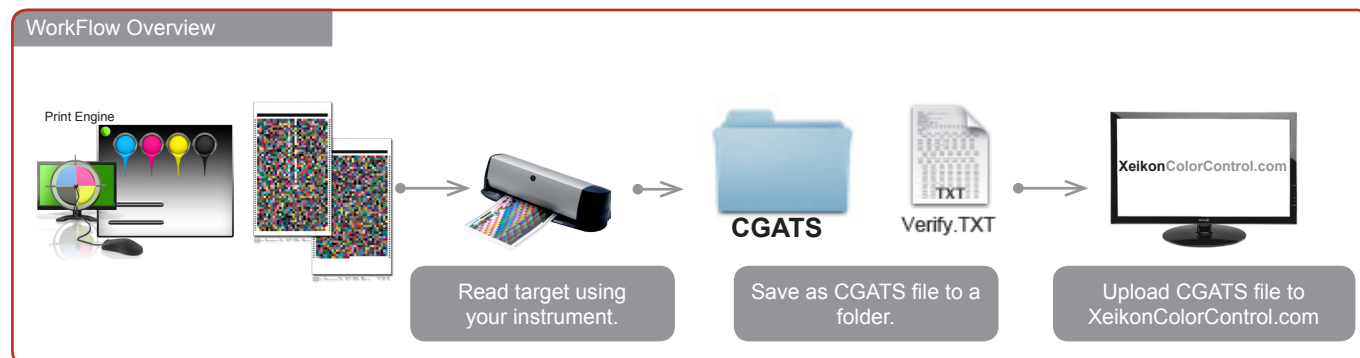 WorkFlow Overview
Print Engine
CGATS
TXT
Verify.TXT
XeikonColorControl.com
Read target using
your instrument.
Save as CGATS file to a
folder.
Upload CGATS file to
XeikonColorControl.com